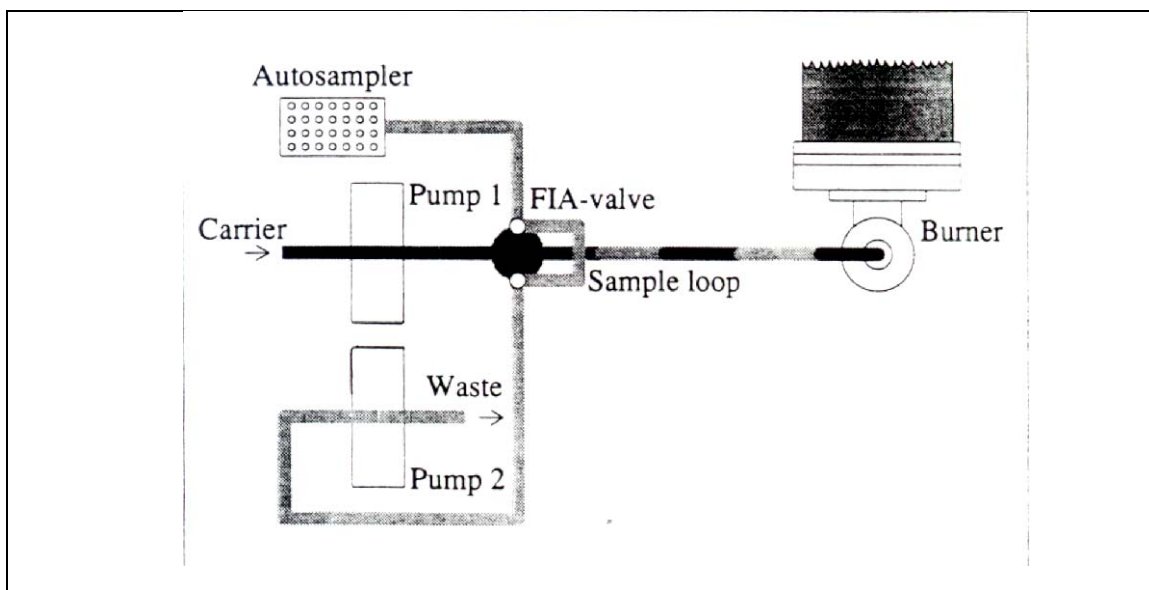 Autosampler
Pump 1
FIA-valve
Carrier
Burner
Sample loop
Waste
Pump 2